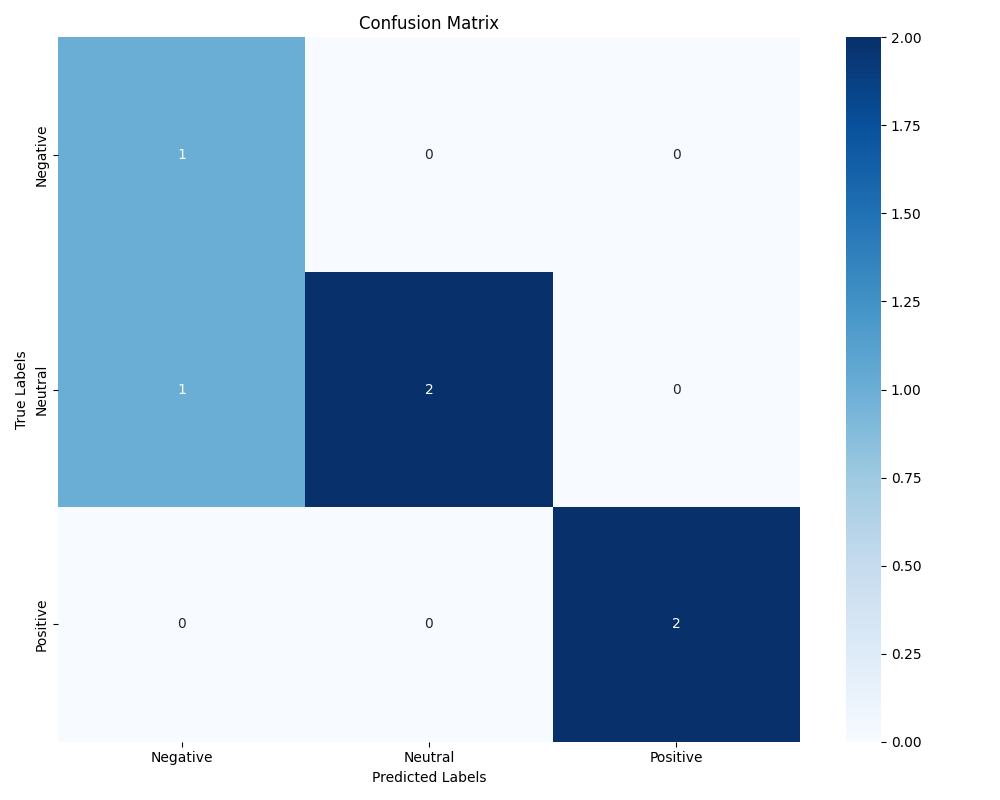 Confusion Matrix
True Labels
Negative
Neutral
Positive
1 0 0
1 2 0
0 0 2
Negative Neutral Positive
Predicted Labels
2.00
1.75
1.50
1.25
1.00
0.75
0.50
0.25
0.00